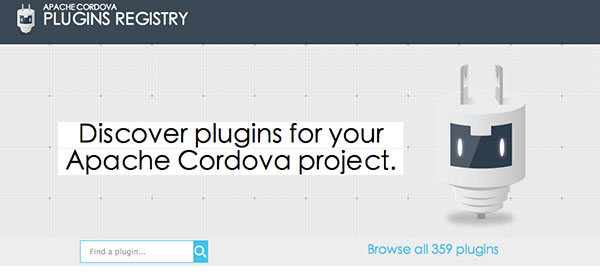 APACHE CORDOVA
PLUGINS REGISTRY
Discover plugins for your
Apache Cordova project.
Find a plugin...
Browse all 359 plugins